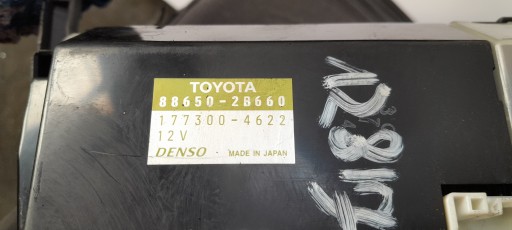 TOYOTA
88650-2B660
177300-4622
12V
DENSO MADE IN JAPAN